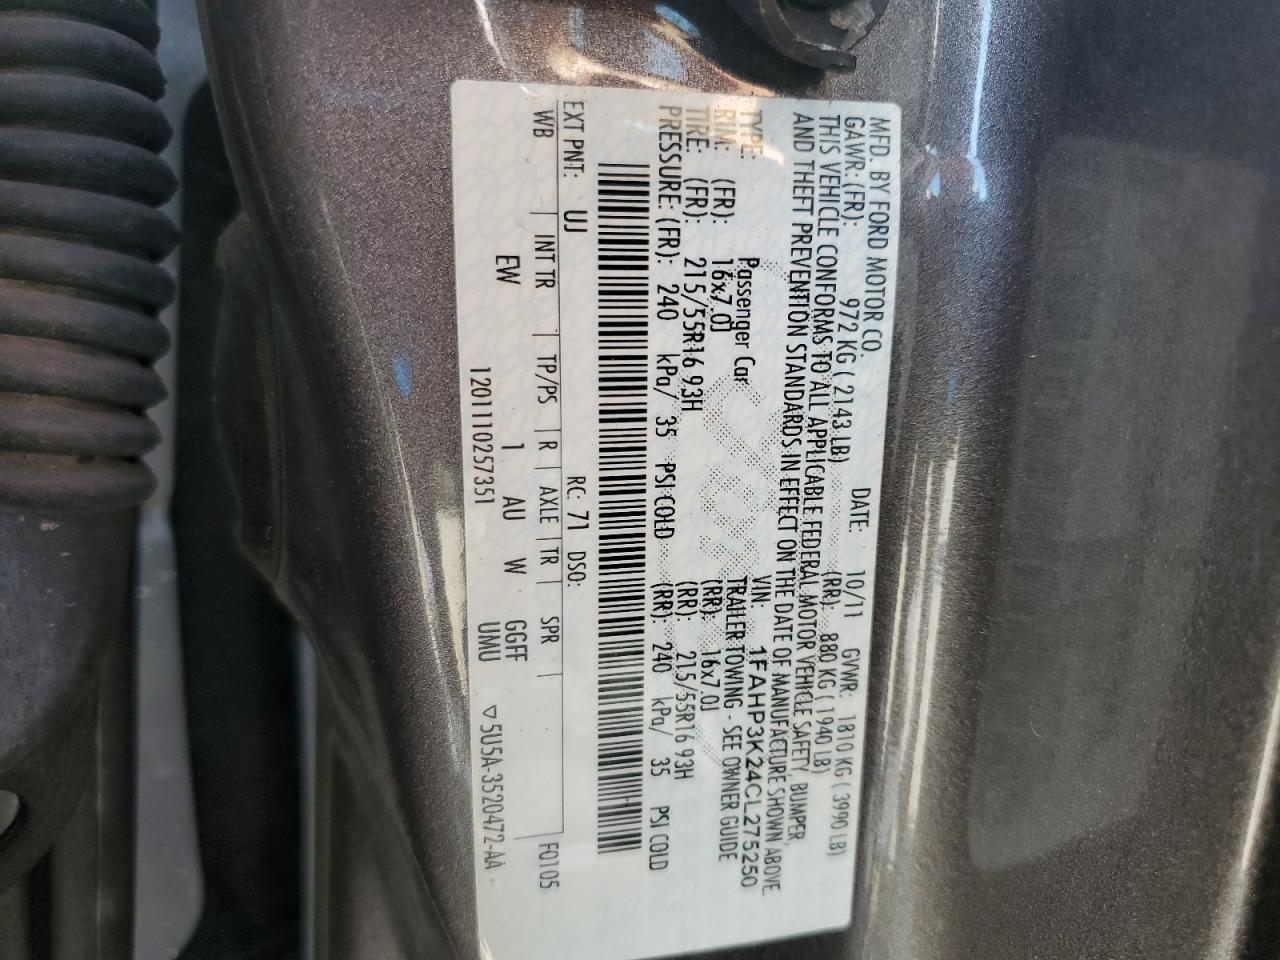 MFD. BY FORD MOTOR CO. DATE: 10/11 GVWR: 1810 KG ( 3990 LB)
GAWR: (FR): 972 KG ( 2143 LB) (RR): 880 KG ( 1940 LB)
THIS VEHICLE CONFORMS TO ALL APPLICABLE FEDERAL MOTOR VEHICLE SAFETY, BUMPER,
AND THEFT PREVENTION STANDARDS IN EFFECT ON THE DATE OF MANUFACTURE SHOWN ABOVE.
VIN: 1FAHP3K24CL275250
TYPE: Passenger Car TRAILER TOWING - SEE OWNER GUIDE
RIM: (FR): 16x7.0J (RR): 16x7.0J
TIRE: (FR): 215/55R16 93H (RR): 215/55R16 93H
PRESSURE: (FR): 240 kPa/ 35 PSI COLD (RR): 240 kPa/ 35 PSI COLD
EXT PNT: UJ RC: 71 DSO: F0105
WB INT TR TP/PS R AXLE TR SPR
EW 1 AU W GGFF
UMU
1201110257351 ▽5U5A-3520472-AA